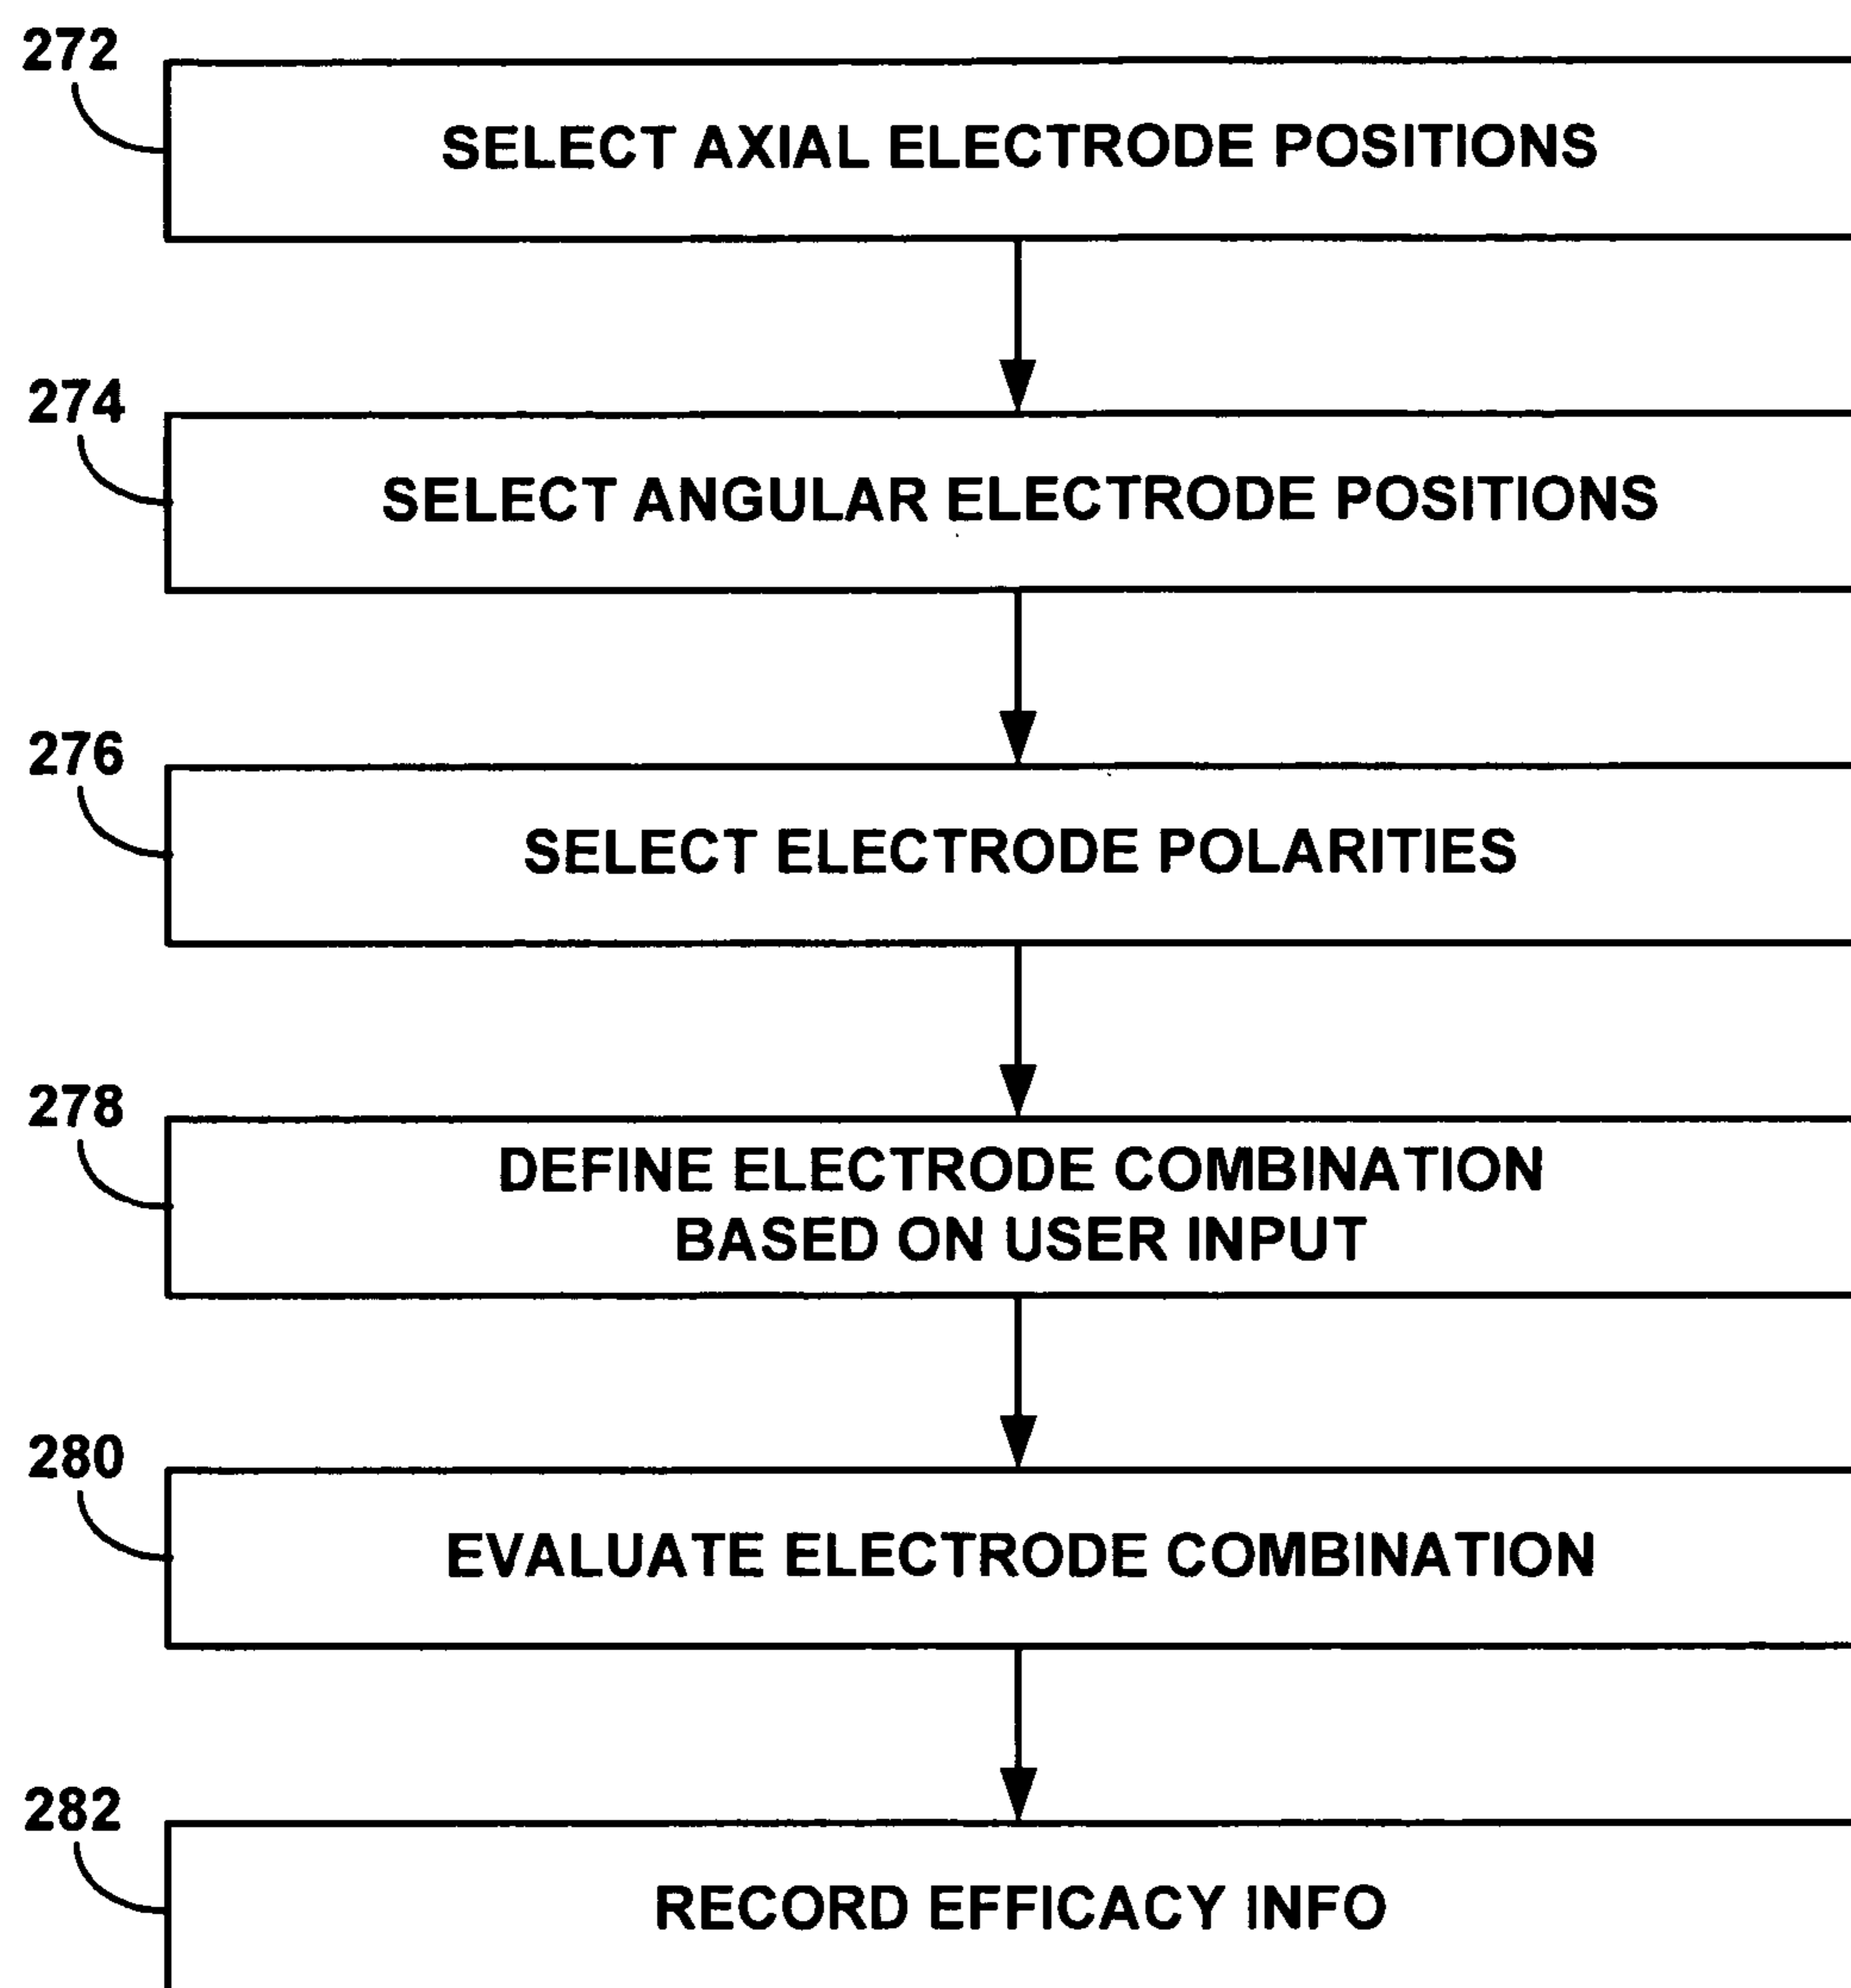 272
SELECT AXIAL ELECTRODE POSITIONS
274
SELECT ANGULAR ELECTRODE POSITIONS
276
SELECT ELECTRODE POLARITIES
278
DEFINE ELECTRODE COMBINATION
BASED ON USER INPUT
280
EVALUATE ELECTRODE COMBINATION
282
RECORD EFFICACY INFO